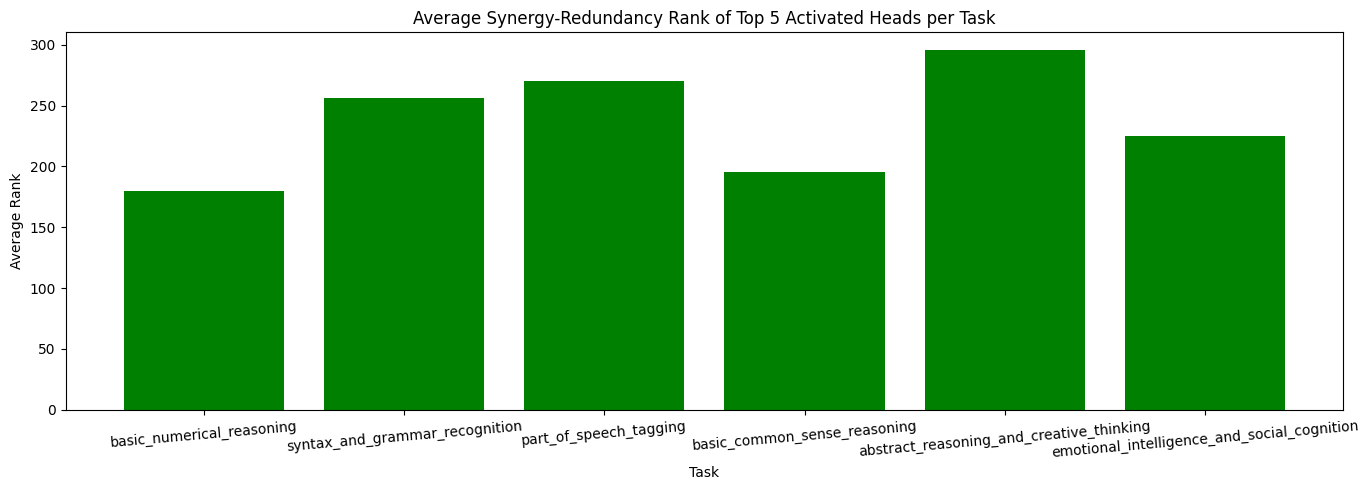 Average Synergy-Redundancy Rank of Top 5 Activated Heads per Task
Average Rank
300
250
200
150
100
50
0
basic_numerical_reasoning
syntax_and_grammar_recognition
part_of_speech_tagging
basic_common_sense_reasoning
abstract_reasoning_and_creative_thinking
emotional_intelligence_and_social_cognition
Task